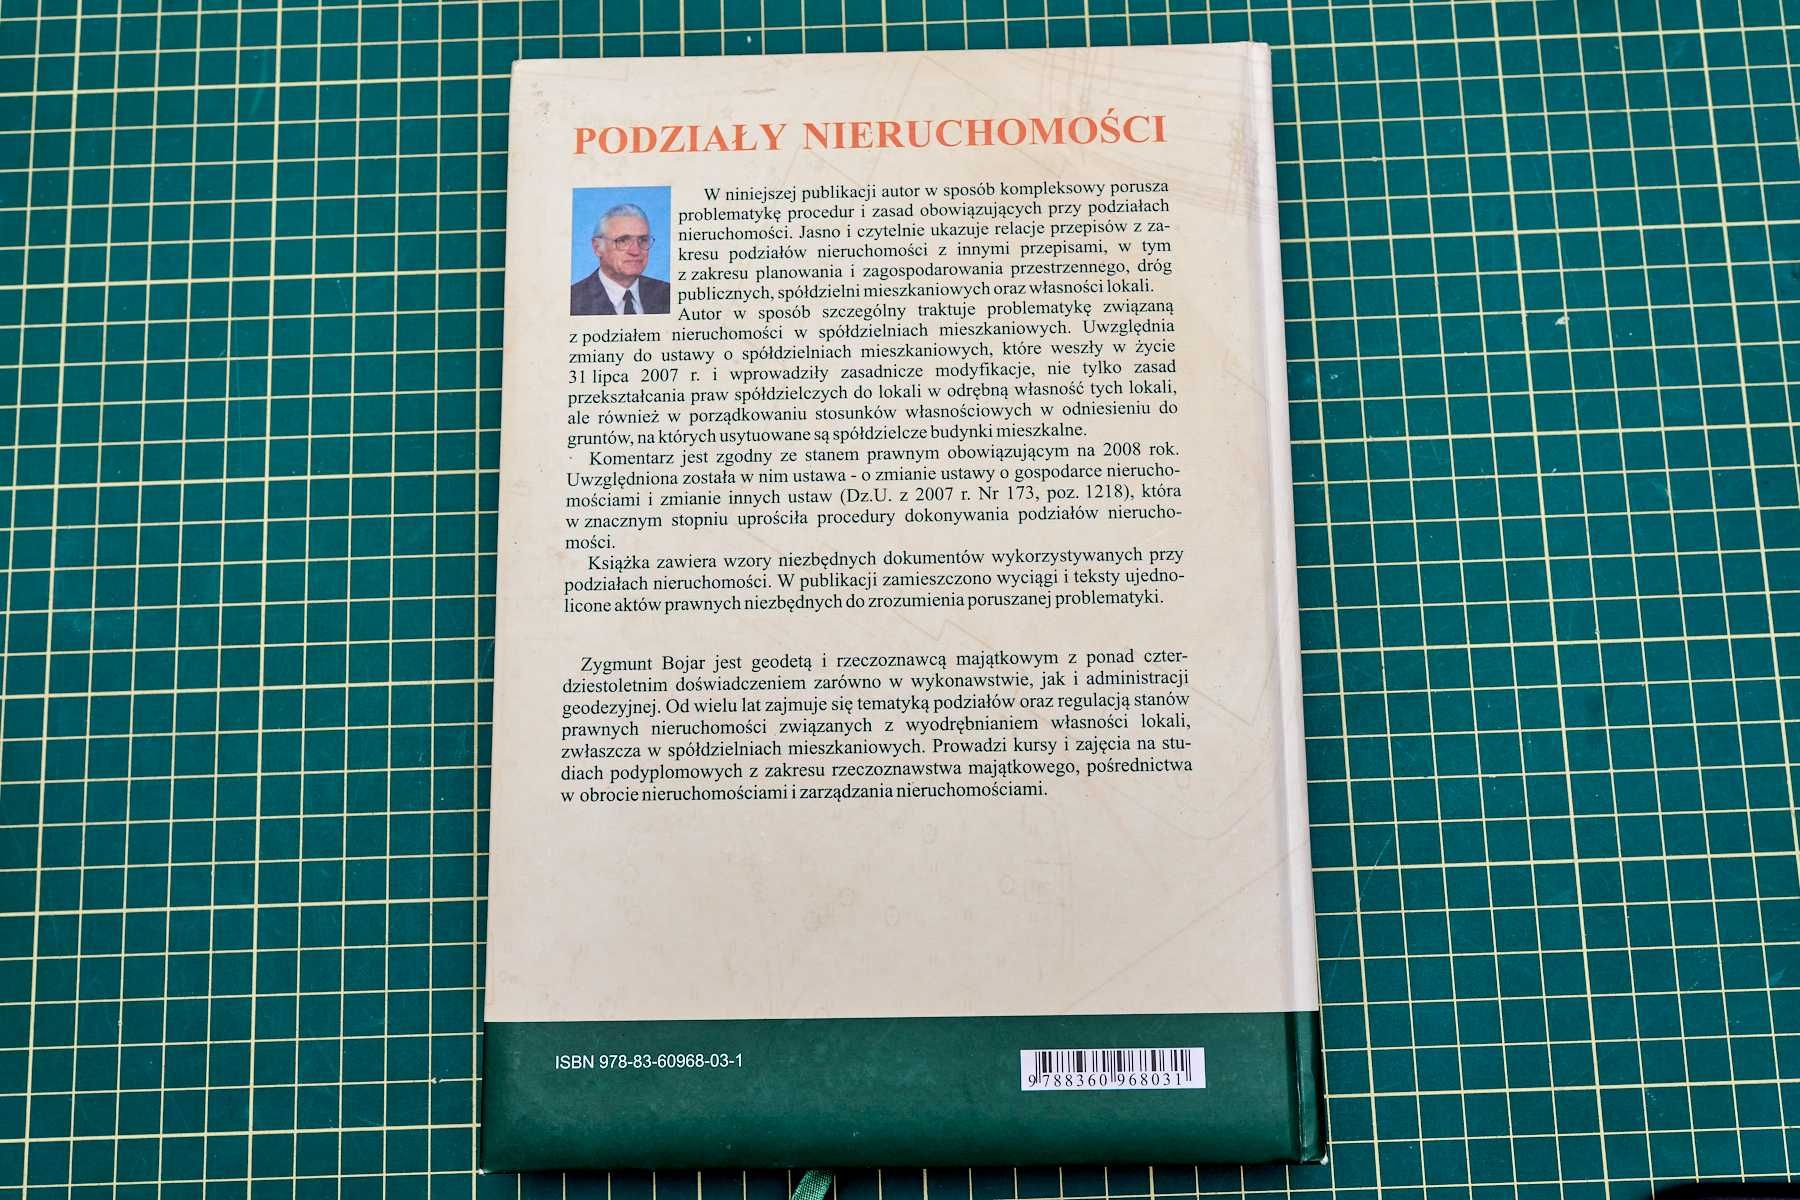 PODZIAŁY NIERUCHOMOŚCI
W niniejszej publikacji autor w sposób kompleksowy porusza
problematykę procedur i zasad obowiązujących przy podziałach
nieruchomości. Jasno i czytelnie ukazuje relacje przepisów z za-
kresu podziałów nieruchomości z innymi przepisami, w tym
z zakresu planowania i zagospodarowania przestrzennego, dróg
publicznych, spółdzielni mieszkaniowych oraz własności lokali.
Autor w sposób szczególny traktuje problematykę związaną
z podziałem nieruchomości w spółdzielniach mieszkaniowych. Uwzględnia
zmiany do ustawy o spółdzielniach mieszkaniowych, które weszły w życie
31 lipca 2007 r. i wprowadziły zasadnicze modyfikacje, nie tylko zasad
przekształcania praw spółdzielczych do lokali w odrębną własność tych lokali,
ale również w porządkowaniu stosunków własnościowych w odniesieniu do
gruntów, na których usytuowane są spółdzielcze budynki mieszkalne.
Komentarz jest zgodny ze stanem prawnym obowiązującym na 2008 rok.
Uwzględniona została w nim ustawa - o zmianie ustawy o gospodarce nierucho-
mościami i zmianie innych ustaw (Dz.U. z 2007 r. Nr 173, poz. 1218), która
w znacznym stopniu uprościła procedury dokonywania podziałów nierucho-
mości.
Książka zawiera wzory niezbędnych dokumentów wykorzystywanych przy
podziałach nieruchomości. W publikacji zamieszczono wyciągi i teksty ujedno-
licone aktów prawnych niezbędnych do zrozumienia poruszanej problematyki.
Zygmunt Bojar jest geodetą i rzeczoznawcą majątkowym z ponad czter-
dziestoletnim doświadczeniem zarówno w wykonawstwie, jak i administracji
geodezyjnej. Od wielu lat zajmuje się tematyką podziałów oraz regulacją stanów
prawnych nieruchomości związanych z wyodrębnianiem własności lokali,
zwłaszcza w spółdzielniach mieszkaniowych. Prowadzi kursy i zajęcia na stu-
diach podyplomowych z zakresu rzeczoznawstwa majątkowego, pośrednictwa
w obrocie nieruchomościami i zarządzania nieruchomościami.
ISBN 978-83-60968-03-1
9 788360 968031